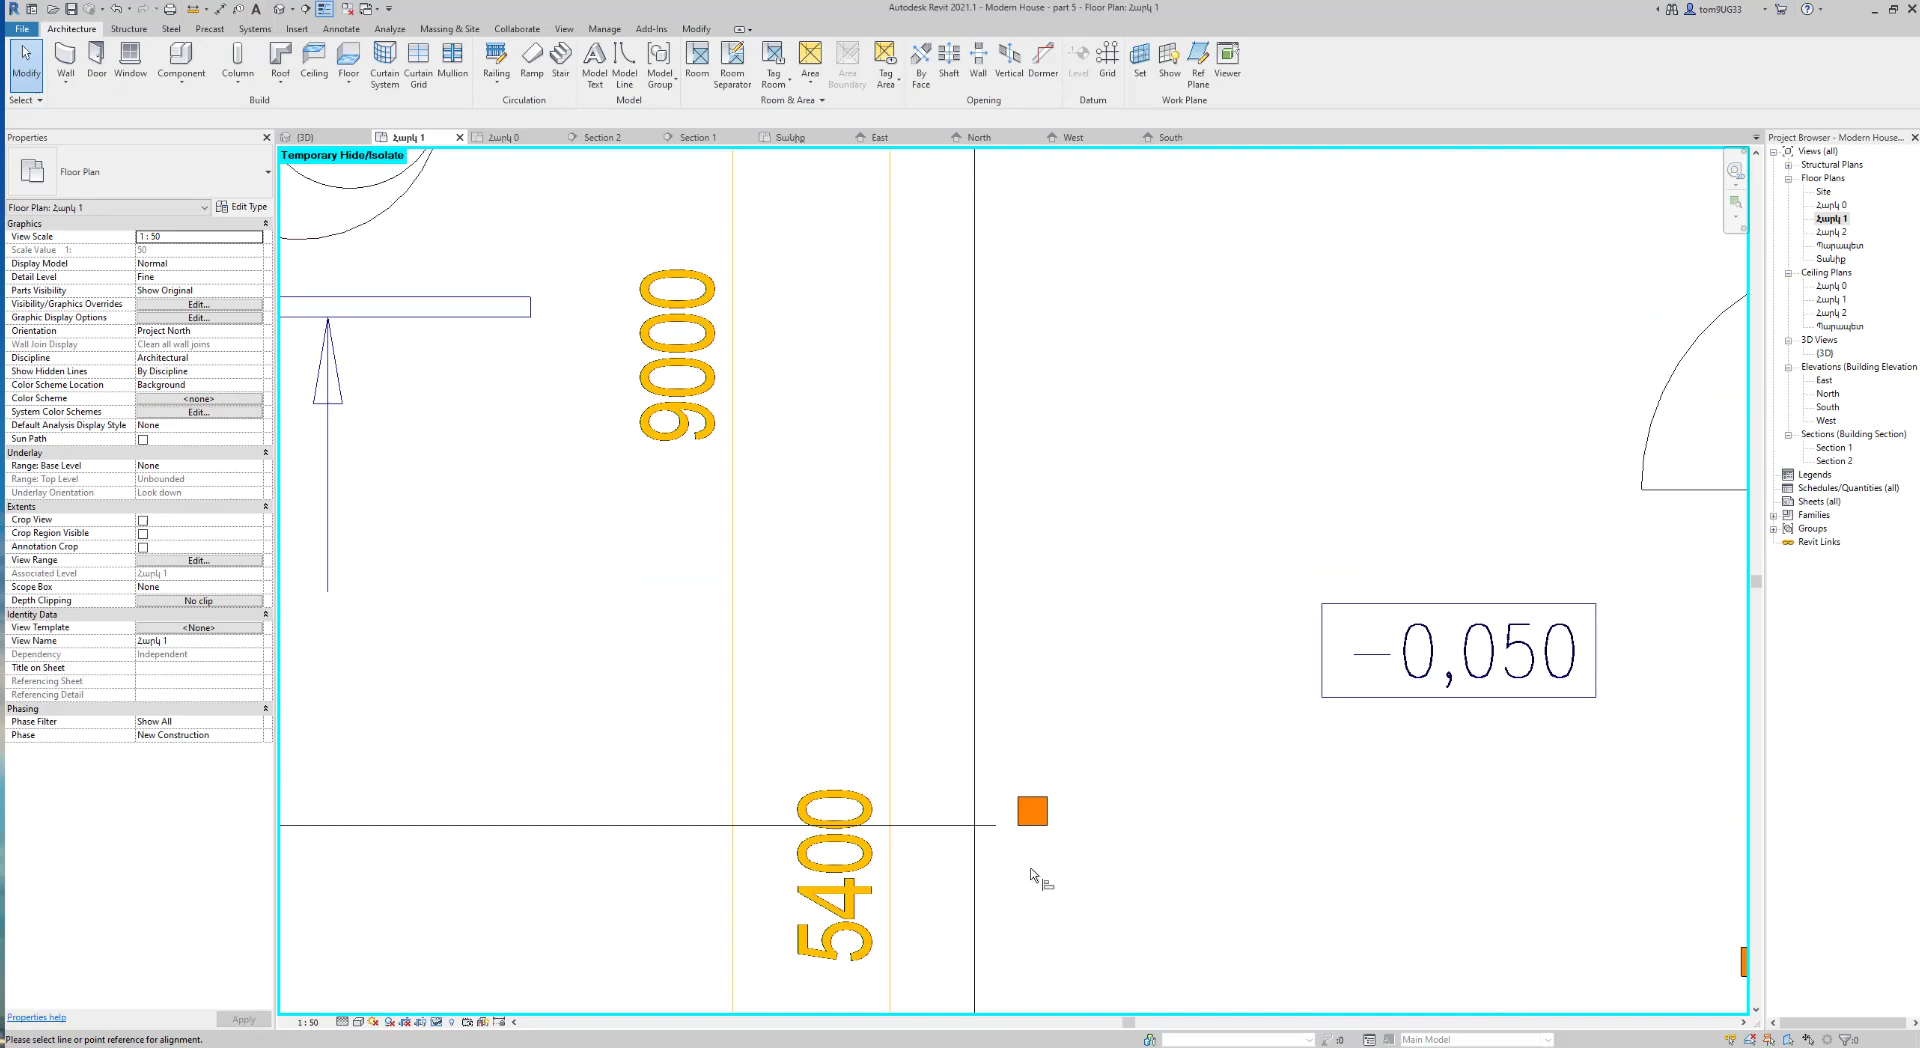 Autodesk Revit 2021.1 - Modern House - part 5 - Floor Plan: Հարկ 1
tom9UG33
File Architecture Structure Steel Precast Systems Insert Annotate Analyze Massing & Site Collaborate View Manage Add-Ins Modify
Modify Wall Door Window Component Column Roof Ceiling Floor Curtain System Curtain Grid Mullion Railing Ramp Stair Model Text Model Line Model Group Room Room Separator Tag Room Area Area Boundary Tag Area By Face Shaft Wall Vertical Dormer Level Grid Set Show Ref Plane Viewer
Select Build Circulation Model Room & Area Opening Datum Work Plane
Properties
{3D} Հարկ 1 Հարկ 0 Section 2 Section 1 Տանիք East North West South
Project Browser - Modern House...
Temporary Hide/Isolate
Floor Plan
Floor Plan: Հարկ 1 Edit Type
Graphics
View Scale 1 : 50
Scale Value 1: 50
Display Model Normal
Detail Level Fine
Parts Visibility Show Original
Visibility/Graphics Overrides Edit...
Graphic Display Options Edit...
Orientation Project North
Wall Join Display Clean all wall joins
Discipline Architectural
Show Hidden Lines By Discipline
Color Scheme Location Background
Color Scheme <none>
System Color Schemes Edit...
Default Analysis Display Style None
Sun Path
Underlay
Range: Base Level None
Range: Top Level Unbounded
Underlay Orientation Look down
Extents
Crop View
Crop Region Visible
Annotation Crop
View Range Edit...
Associated Level Հարկ 1
Scope Box None
Depth Clipping No clip
Identity Data
View Template <None>
View Name Հարկ 1
Dependency Independent
Title on Sheet
Referencing Sheet
Referencing Detail
Phasing
Phase Filter Show All
Phase New Construction
Properties help Apply
9000
5400
-0,050
Views (all)
Structural Plans
Floor Plans
Site
Հարկ 0
Հարկ 1
Հարկ 2
Պարապետ
Տանիք
Ceiling Plans
Հարկ 0
Հարկ 1
Հարկ 2
Պարապետ
3D Views
{3D}
Elevations (Building Elevation
East
North
South
West
Sections (Building Section)
Section 1
Section 2
Legends
Schedules/Quantities (all)
Sheets (all)
Families
Groups
Revit Links
1 : 50
Please select line or point reference for alignment.
:0 Main Model :0